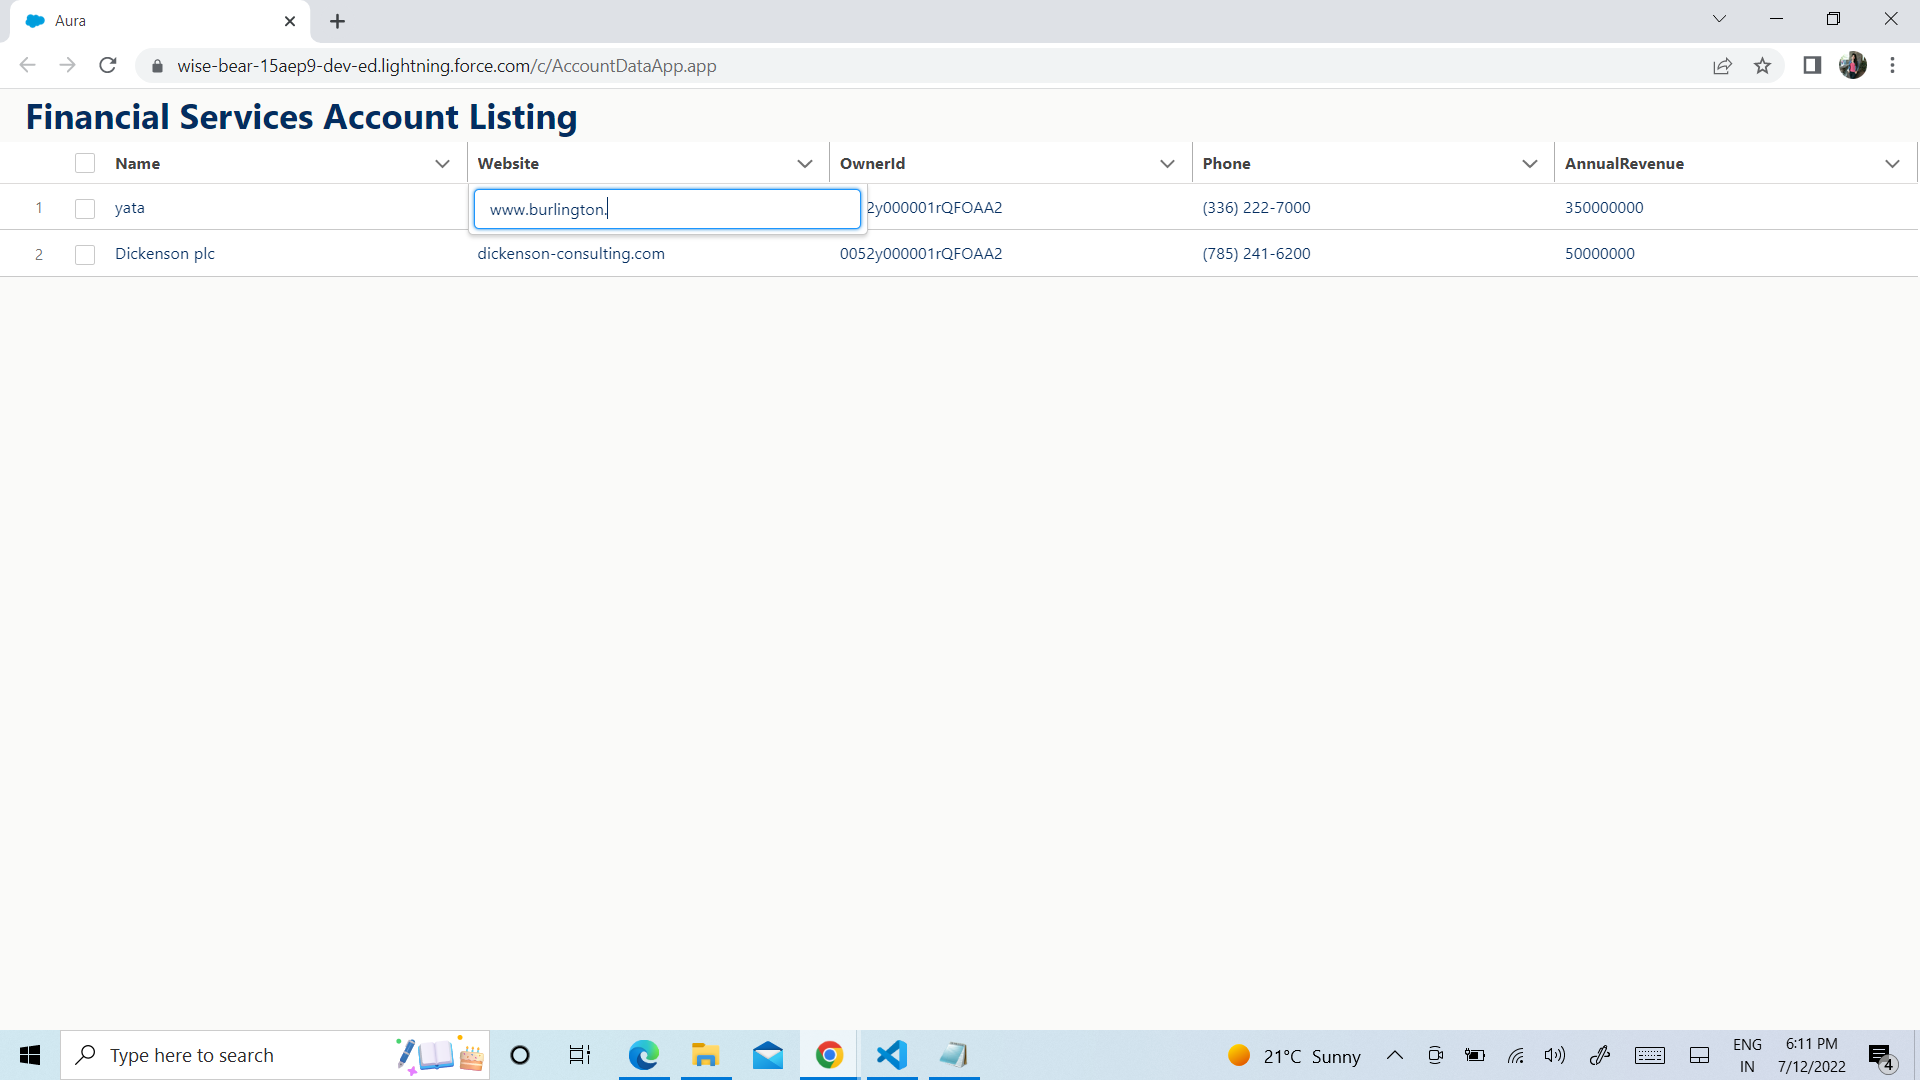 Aura
wise-bear-15aep9-dev-ed.lightning.force.com/c/AccountDataApp.app
Financial Services Account Listing
Name Website OwnerId Phone AnnualRevenue
1 yata www.burlington. 2y000001rQFOAA2 (336) 222-7000 350000000
2 Dickenson plc dickenson-consulting.com 0052y000001rQFOAA2 (785) 241-6200 50000000
Type here to search 21°C Sunny ENG 6:11 PM
IN 7/12/2022 4